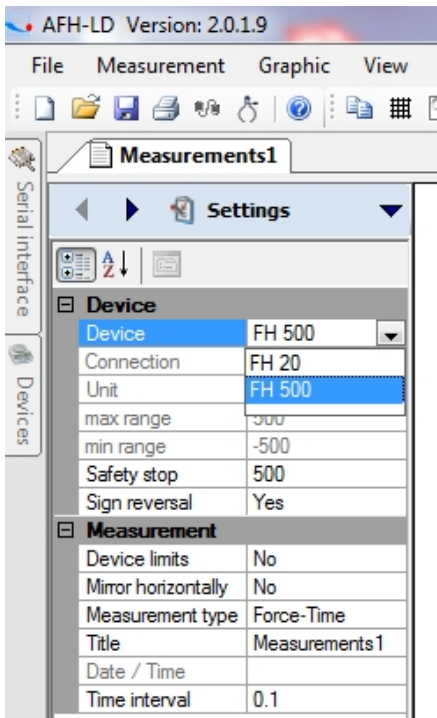 AFH-LD Version: 2.0.1.9
File Measurement Graphic View
Measurements1
Serial interface
Devices
Settings
Device
Device FH 500
Connection FH 20
Unit FH 500
max range 500
min range -500
Safety stop 500
Sign reversal Yes
Measurement
Device limits No
Mirror horizontally No
Measurement type Force-Time
Title Measurements1
Date / Time
Time interval 0.1